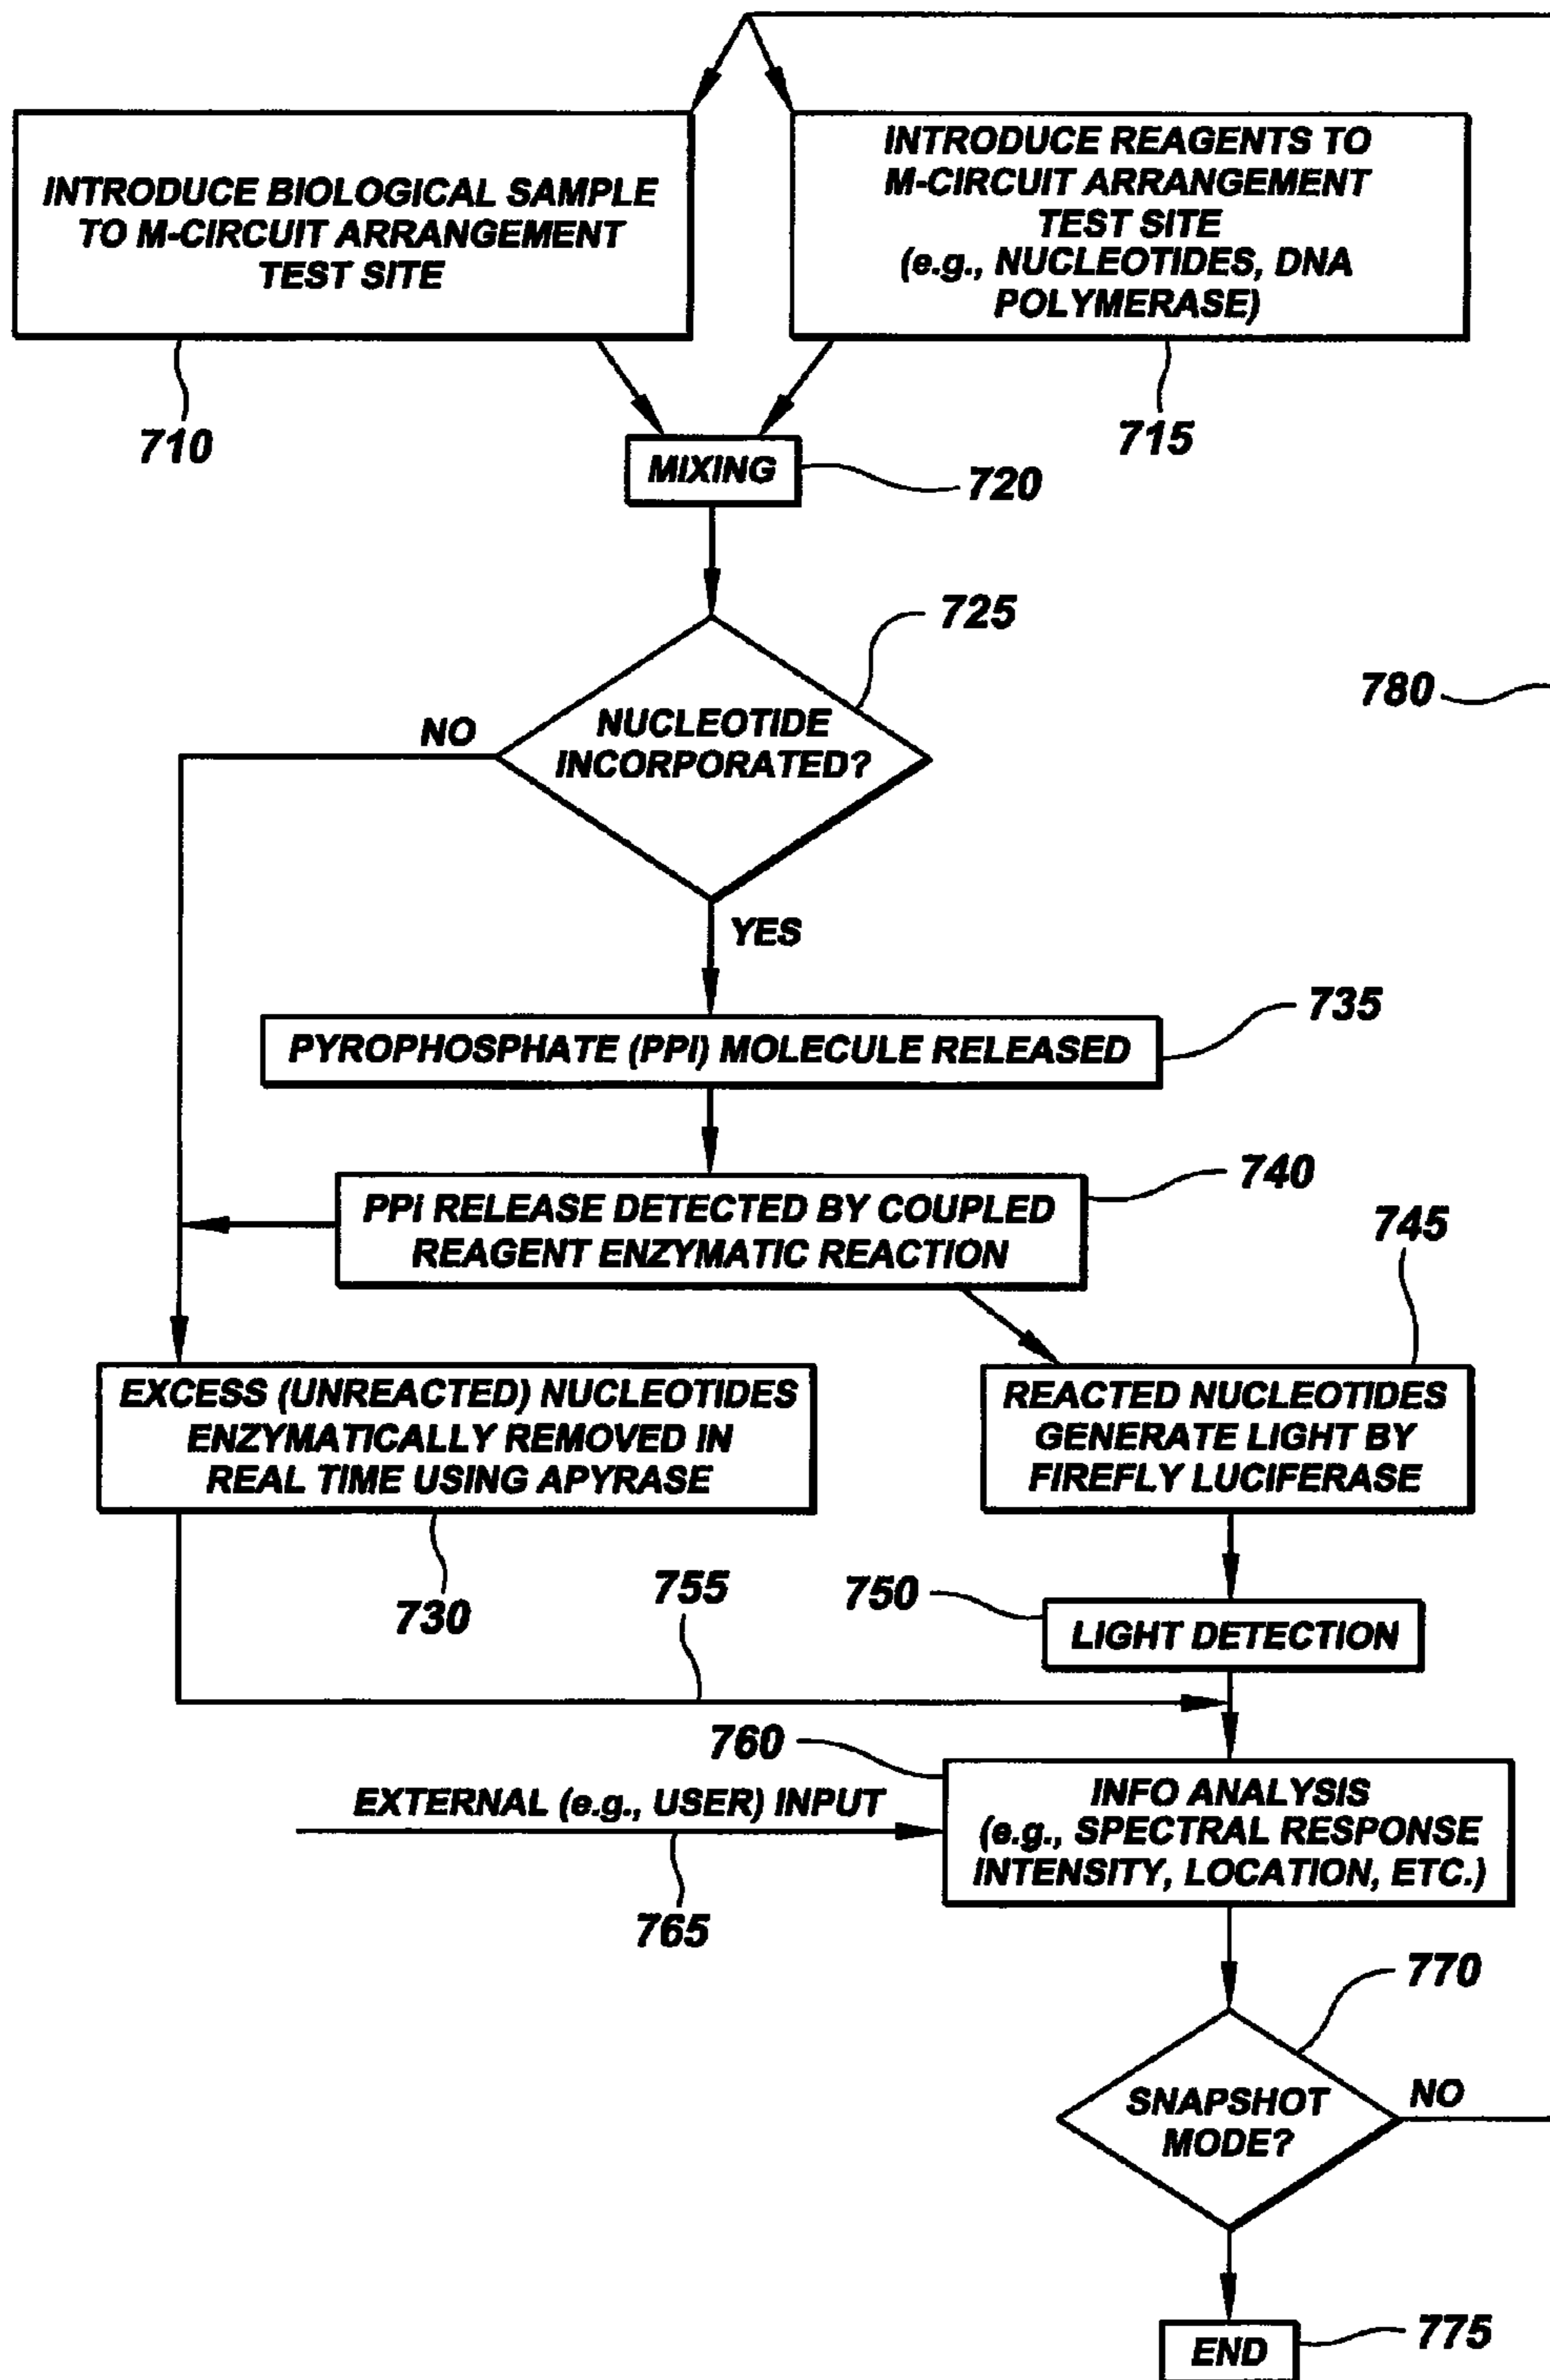 INTRODUCE BIOLOGICAL SAMPLE
TO M-CIRCUIT ARRANGEMENT
TEST SITE
710
INTRODUCE REAGENTS TO
M-CIRCUIT ARRANGEMENT
TEST SITE
(e.g., NUCLEOTIDES, DNA
POLYMERASE)
715
MIXING
720
725
NUCLEOTIDE
INCORPORATED?
NO
YES
780
PYROPHOSPHATE (PPI) MOLECULE RELEASED
735
PPi RELEASE DETECTED BY COUPLED
REAGENT ENZYMATIC REACTION
740
745
EXCESS (UNREACTED) NUCLEOTIDES
ENZYMATICALLY REMOVED IN
REAL TIME USING APYRASE
730
REACTED NUCLEOTIDES
GENERATE LIGHT BY
FIREFLY LUCIFERASE
755
750
LIGHT DETECTION
760
EXTERNAL (e.g., USER) INPUT
765
INFO ANALYSIS
(e.g., SPECTRAL RESPONSE
INTENSITY, LOCATION, ETC.)
770
SNAPSHOT
MODE?
NO
END
775